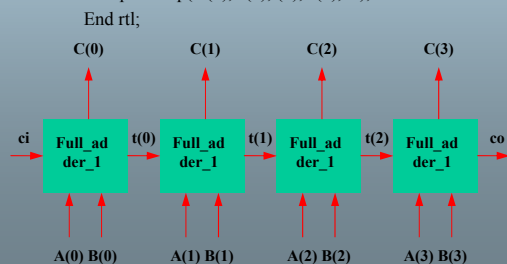 End rtl;
C(0) C(1) C(2) C(3)
ci Full_ad der_1 t(0) Full_ad der_1 t(1) Full_ad der_1 t(2) Full_ad der_1 co
A(0) B(0) A(1) B(1) A(2) B(2) A(3) B(3)